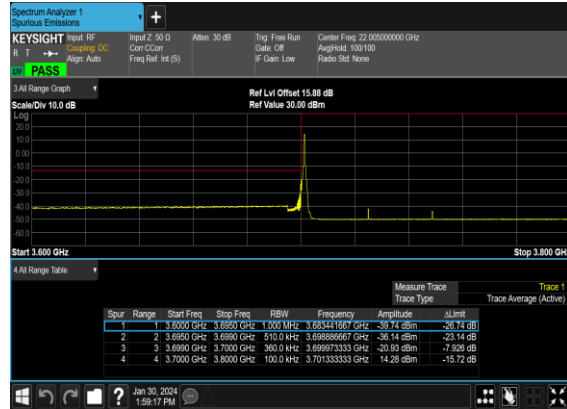 Spectrum Analyzer 1
Spurious Emissions
+
KEYSIGHT Input: RF Input Z: 50 Ω Atten: 30 dB Trig: Free Run Center Freq: 22.005000000 GHz
R T Coupling: DC Corr CCorr Gate: Off Avg|Hold: 100/100
Align: Auto Freq Ref: Int (S) IF Gain: Low Radio Std: None
PASS
3 All Range Graph
Ref Lvl Offset 15.88 dB
Scale/Div 10.0 dB Ref Value 30.00 dBm
Log
20.0
10.0
0.00
-10.0
-20.0
-30.0
-40.0
-50.0
-60.0
Start 3.600 GHz Stop 3.800 GH
4 All Range Table
Measure Trace Trace 1
Trace Type Trace Average (Active)
Spur Range Start Freq Stop Freq RBW Frequency Amplitude ΔLimit
1 1 3.6000 GHz 3.6950 GHz 1.000 MHz 3.683441667 GHz -39.74 dBm -26.74 dB
2 2 3.6950 GHz 3.6990 GHz 510.0 kHz 3.698886667 GHz -36.14 dBm -23.14 dB
3 3 3.6990 GHz 3.7000 GHz 360.0 kHz 3.699973333 GHz -20.93 dBm -7.926 dB
4 4 3.7000 GHz 3.8000 GHz 100.0 kHz 3.701333333 GHz 14.28 dBm -15.72 dB
? Jan 30, 2024
1:59:17 PM